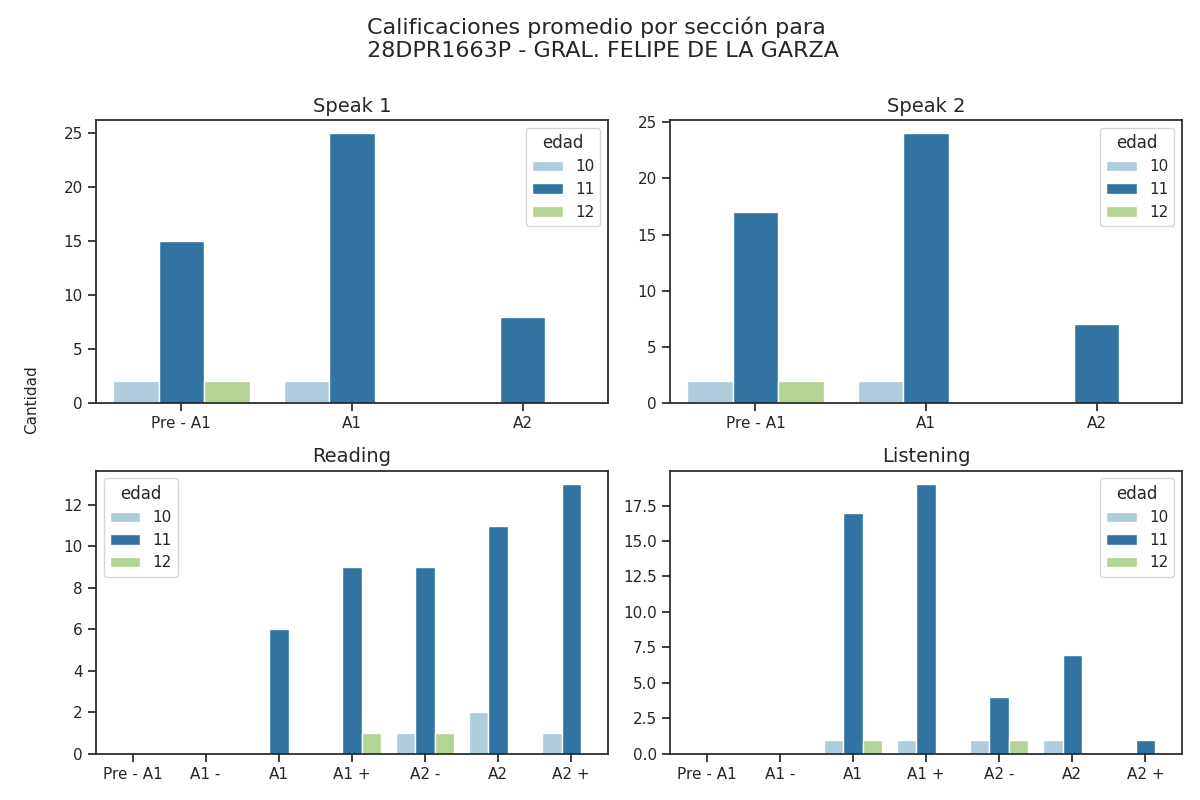 Calificaciones promedio por sección para
28DPR1663P - GRAL. FELIPE DE LA GARZA
Cantidad
Speak 1
25
20
15
10
5
0
Pre - A1
A1
A2
edad
10
11
12
Speak 2
25
20
15
10
5
0
Pre - A1
A1
A2
edad
10
11
12
Reading
12
10
8
6
4
2
0
Pre - A1
A1 -
A1
A1 +
A2 -
A2
A2 +
edad
10
11
12
Listening
17.5
15.0
12.5
10.0
7.5
5.0
2.5
0.0
Pre - A1
A1 -
A1
A1 +
A2 -
A2
A2 +
edad
10
11
12